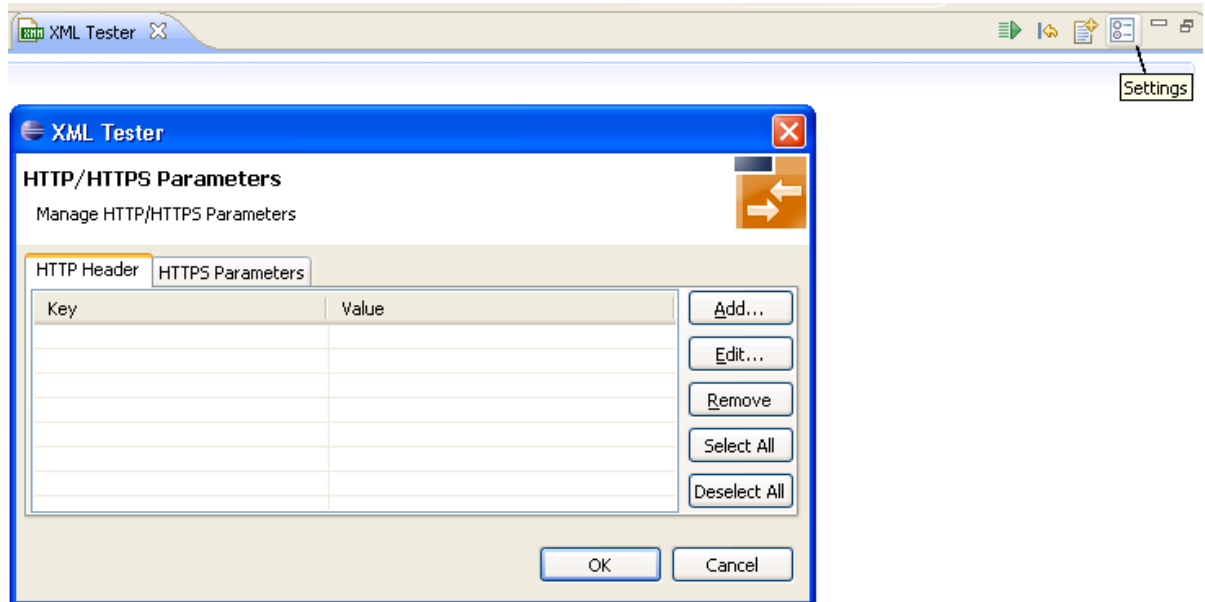 XML Tester
Settings
XML Tester
HTTP/HTTPS Parameters
Manage HTTP/HTTPS Parameters
HTTP Header HTTPS Parameters
Key Value
Add...
Edit...
Remove
Select All
Deselect All
OK Cancel